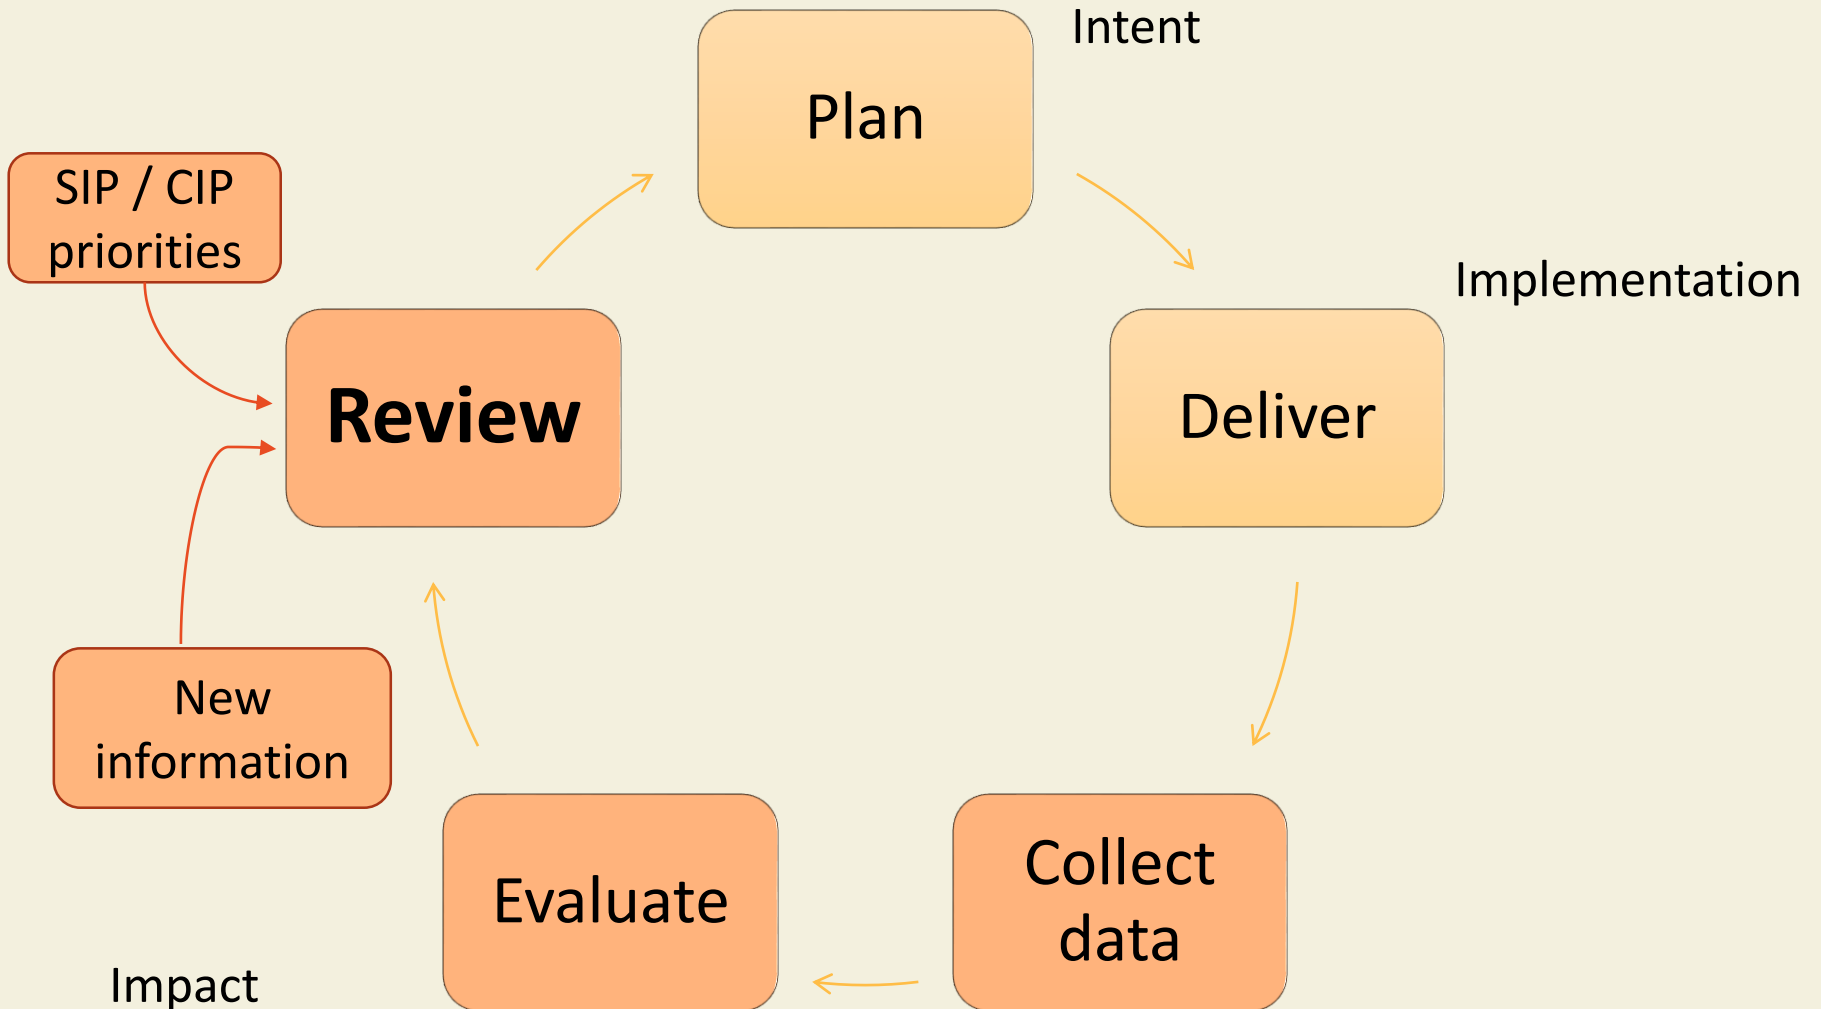 Intent
Plan
SIP / CIP
priorities
Implementation
Review
Deliver
New
information
Collect
data
Evaluate
Impact